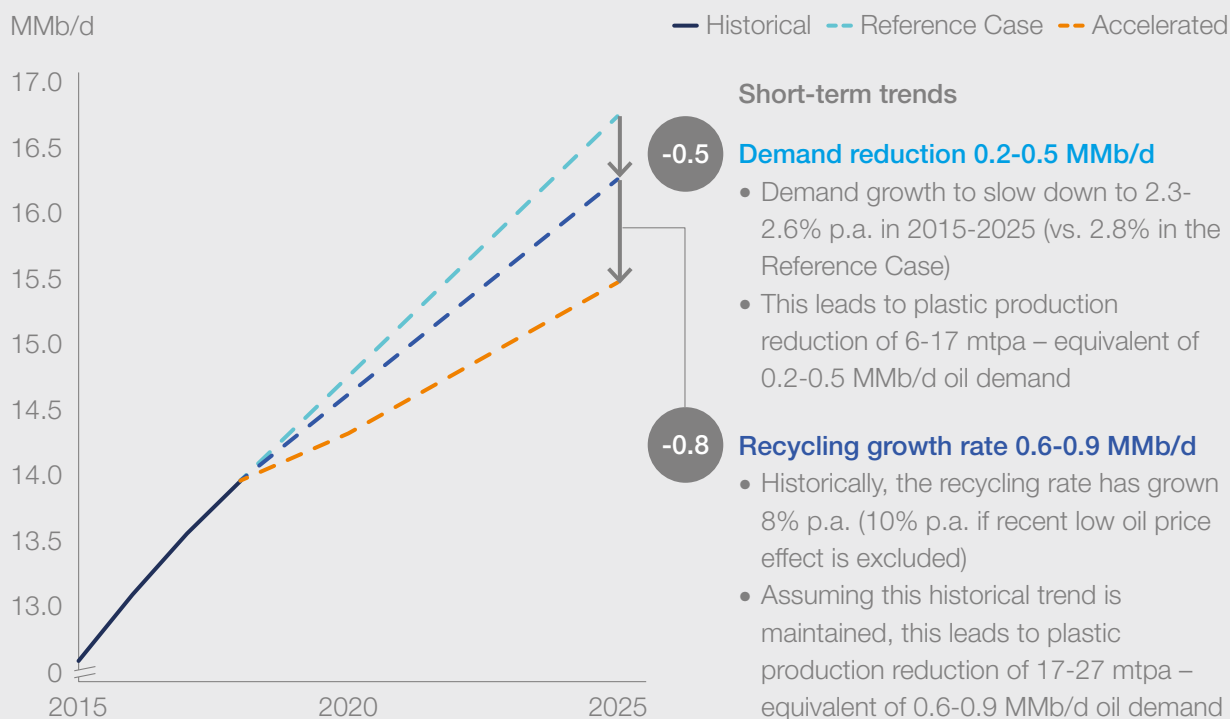 MMb/d
Historical Reference Case Accelerated
17.0
16.5
16.0
15.5
15.0
14.5
14.0
13.5
13.0
0
2015 2020 2025
Short-term trends
-0.5
Demand reduction 0.2-0.5 MMb/d
• Demand growth to slow down to 2.3-
2.6% p.a. in 2015-2025 (vs. 2.8% in the
Reference Case)
• This leads to plastic production
reduction of 6-17 mtpa – equivalent of
0.2-0.5 MMb/d oil demand
-0.8
Recycling growth rate 0.6-0.9 MMb/d
• Historically, the recycling rate has grown
8% p.a. (10% p.a. if recent low oil price
effect is excluded)
• Assuming this historical trend is
maintained, this leads to plastic
production reduction of 17-27 mtpa –
equivalent of 0.6-0.9 MMb/d oil demand